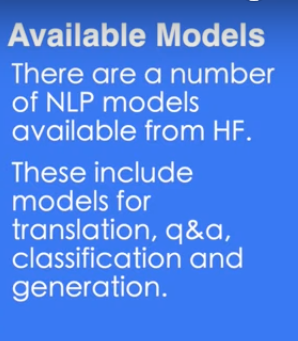 Available Models
There are a number
of NLP models
available from HF.
These include
models for
translation, q&a,
classification and
generation.